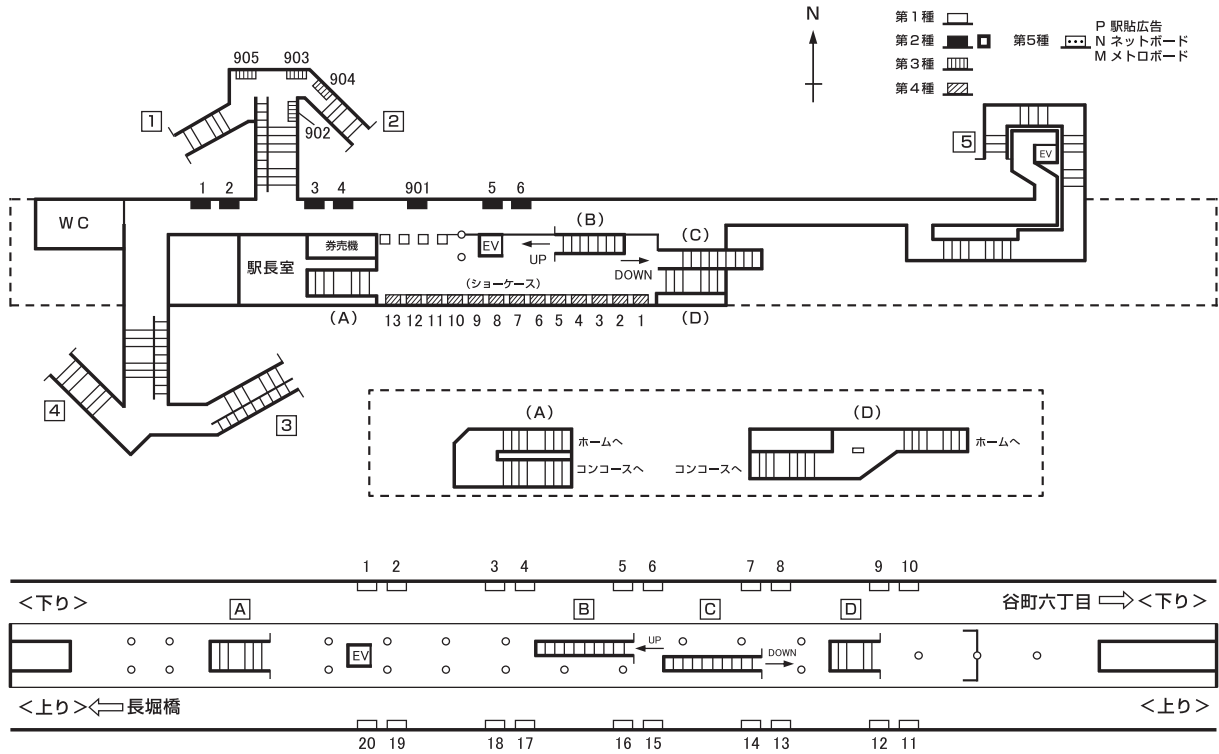 N
第1種
第2種
第3種
第4種
第5種
P 駅貼広告
N ネットボード
M メトロボード
905
903
904
902
1
2
5
EV
1
2
3
4
901
5
6
WC
(B)
(C)
券売機
EV
UP
DOWN
駅長室
(ショーケース)
(A)
13 12 11 10 9 8 7 6 5 4 3 2 1
(D)
4
3
(A)
ホームへ
コンコースへ
(D)
ホームへ
コンコースへ
1 2 3 4 5 6 7 8 9 10
<下り>
A
B
C
D
谷町六丁目
<下り>
EV
UP
DOWN
<上り>
長堀橋
<上り>
20 19 18 17 16 15 14 13 12 11